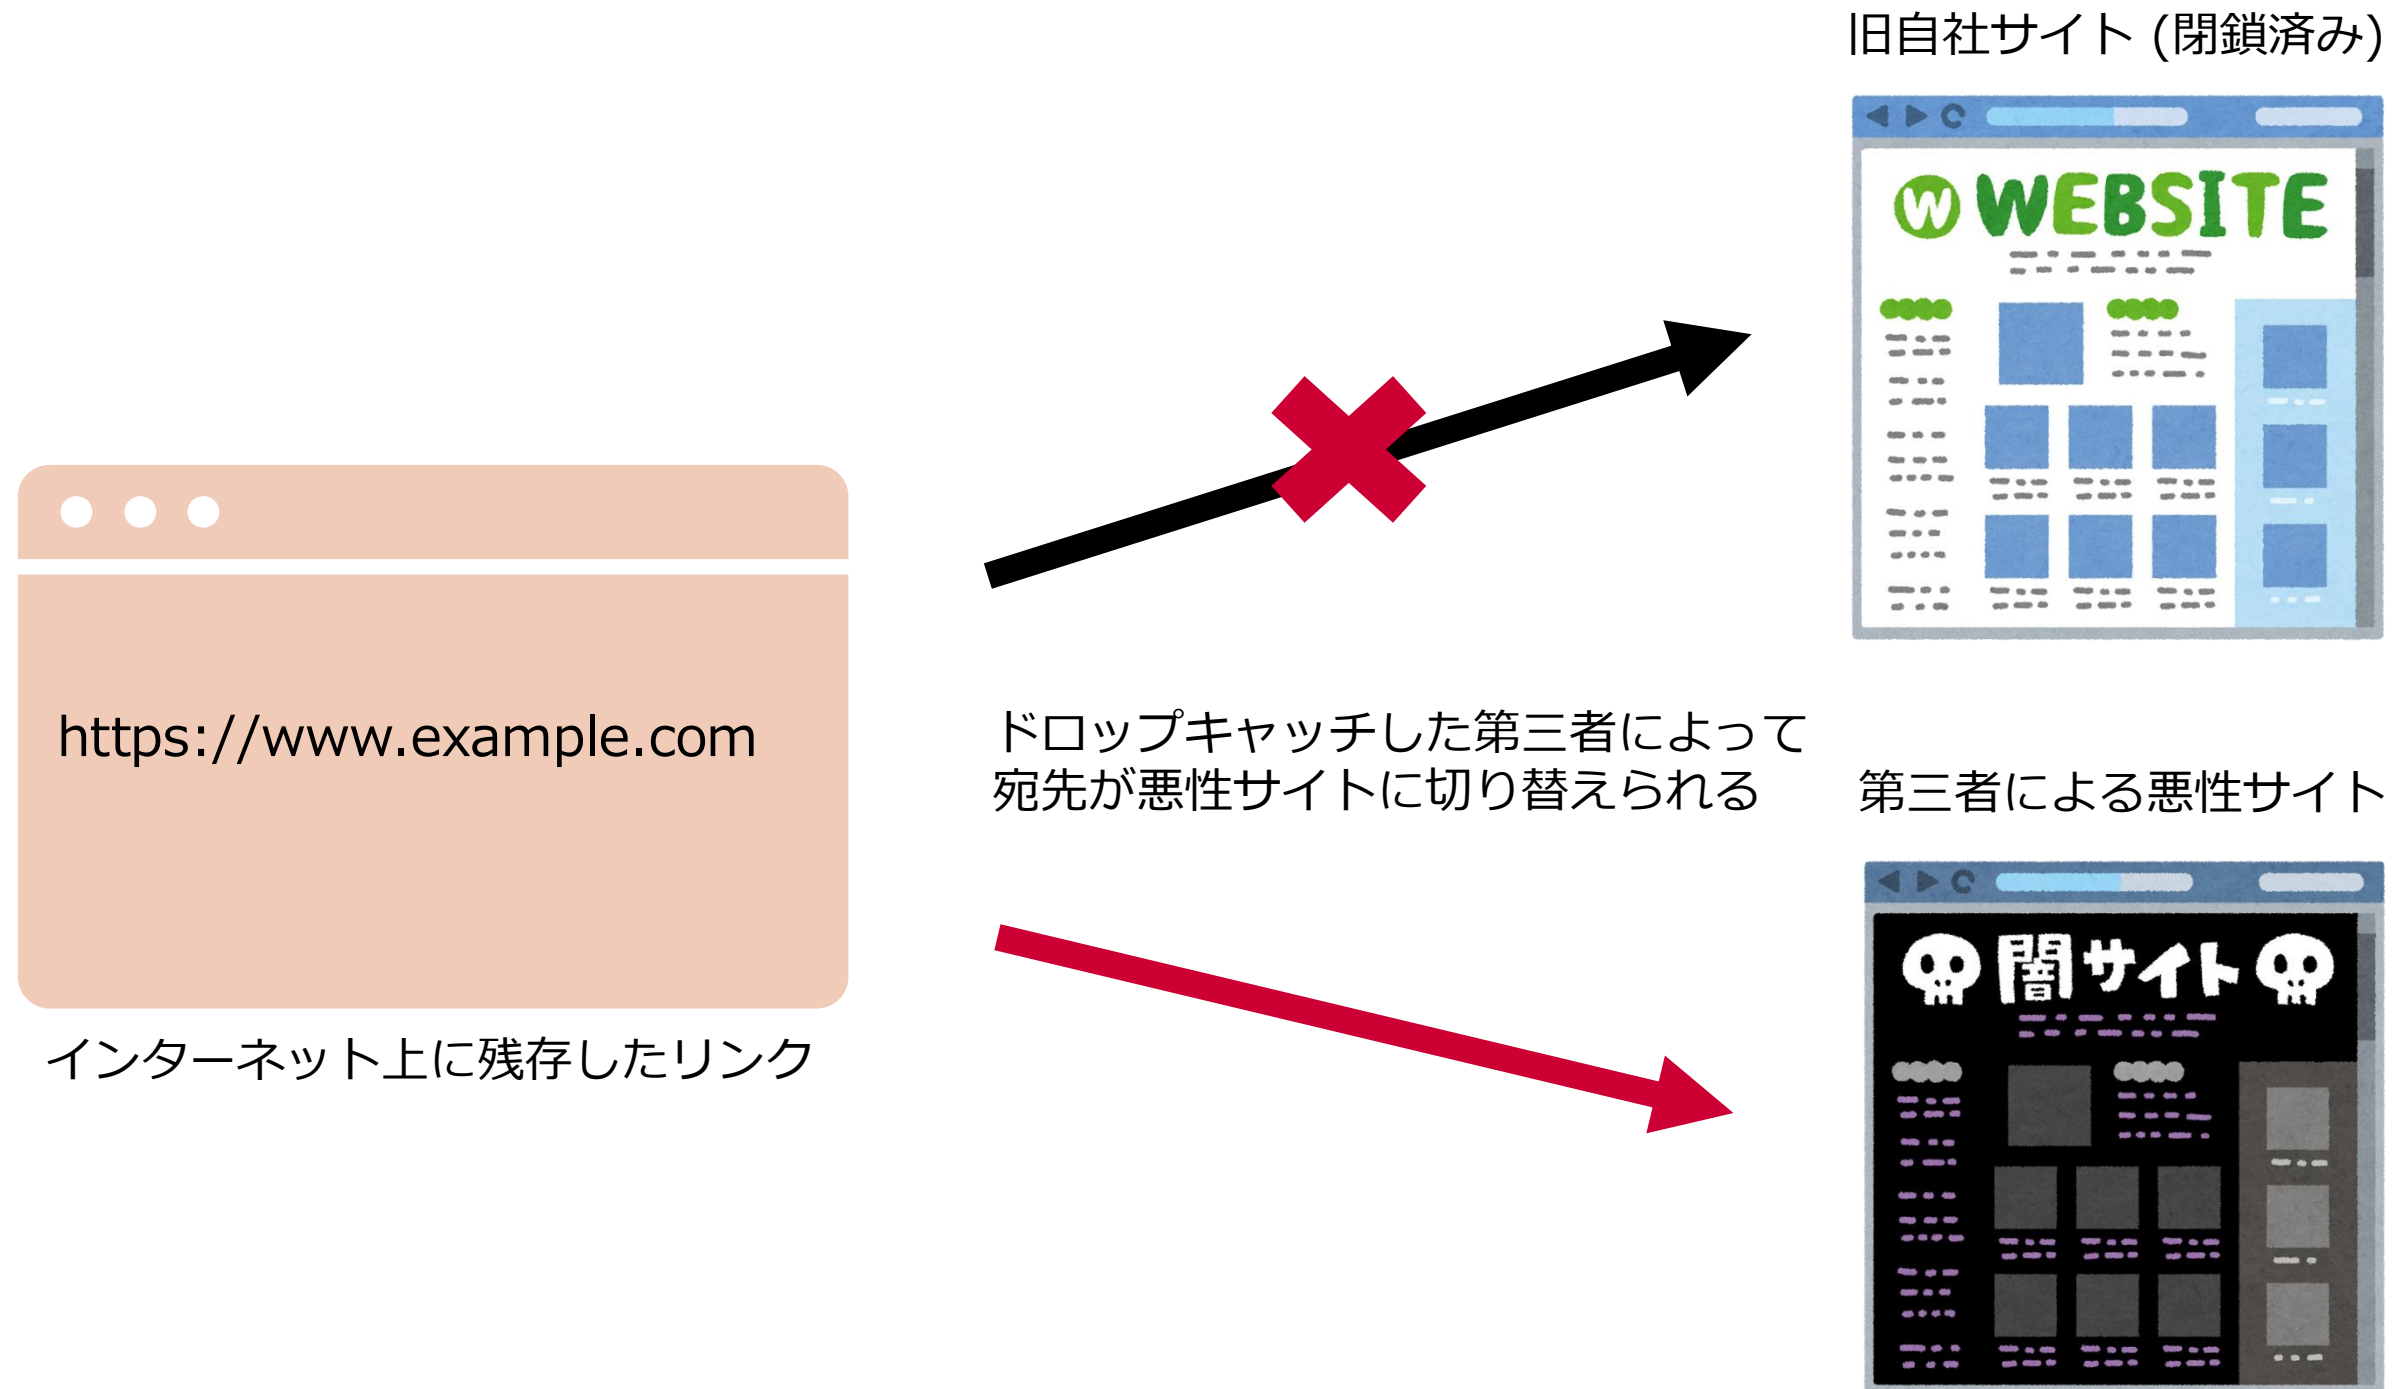 旧自社サイト (閉鎖済み)
W WEBSITE
https://www.example.com
インターネット上に残存したリンク
ドロップキャッチした第三者によって
宛先が悪性サイトに切り替えられる
第三者による悪性サイト
闇サイト